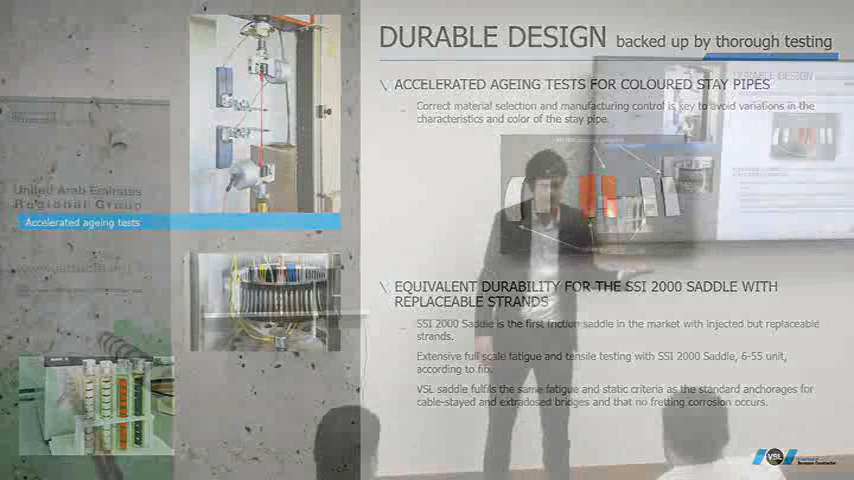 DURABLE DESIGN backed up by thorough testing
ACCELERATED AGEING TESTS FOR COLOURED STAY PIPES
Correct material selection and manufacturing control is key to avoid variations in the
characteristics and color of the stay pipe.
DURABLE DESIGN
United Arab Emirates
Regional Group
Accelerated ageing tests
EQUIVALENT DURABILITY FOR THE SSI 2000 SADDLE WITH
REPLACEABLE STRANDS
SSI 2000 Saddle is the first friction saddle in the market with injected but replaceable
strands.
Extensive full scale fatigue and tensile testing with SSI 2000 Saddle, 6-55 unit,
according to fib.
VSL saddle fulfils the same fatigue and static criteria as the standard anchorages for
cable-stayed and extradosed bridges and that no fretting corrosion occurs.
VSL